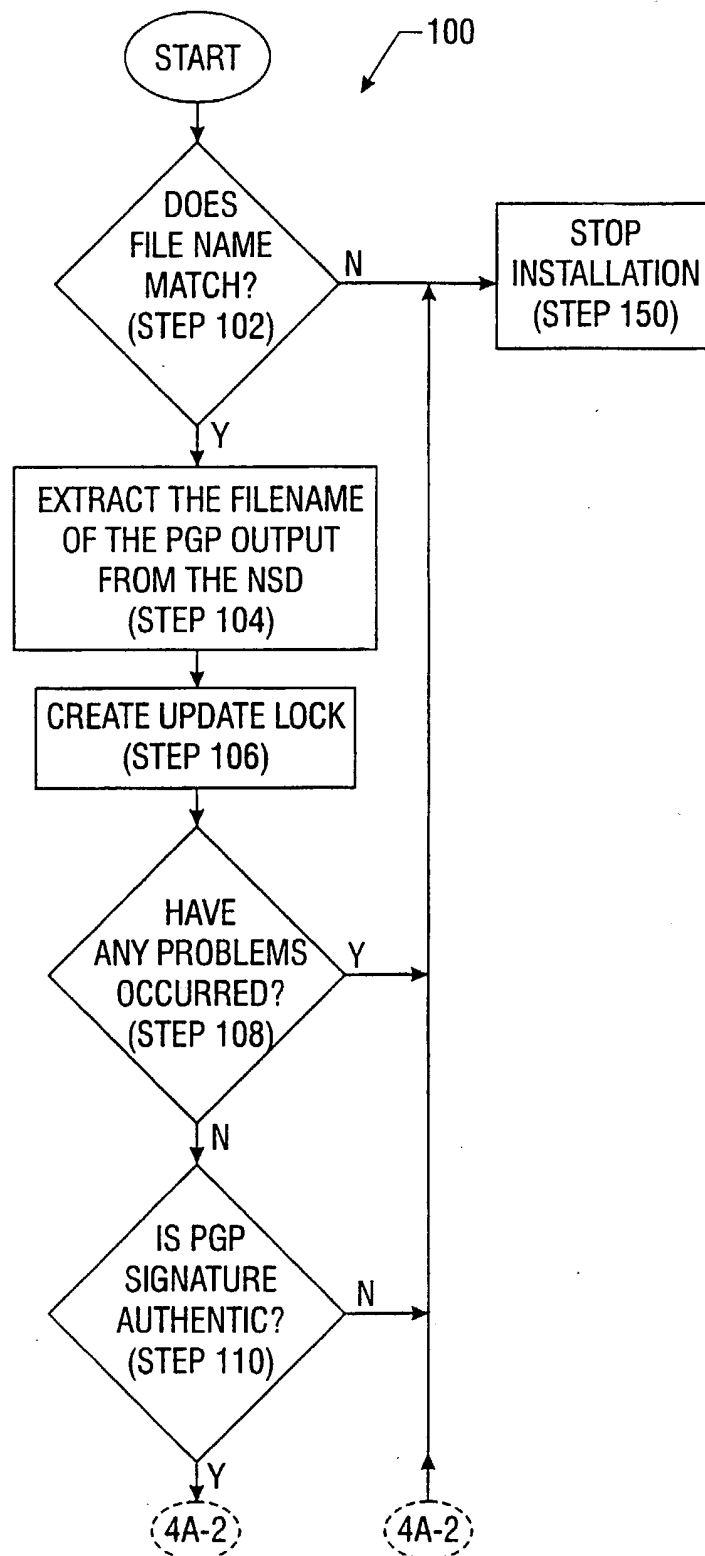 START
100
DOES
FILE NAME
MATCH?
(STEP 102)
N
STOP
INSTALLATION
(STEP 150)
Y
EXTRACT THE FILENAME
OF THE PGP OUTPUT
FROM THE NSD
(STEP 104)
CREATE UPDATE LOCK
(STEP 106)
HAVE
ANY PROBLEMS
OCCURRED?
(STEP 108)
Y
N
IS PGP
SIGNATURE
AUTHENTIC?
(STEP 110)
N
Y
4A-2
4A-2